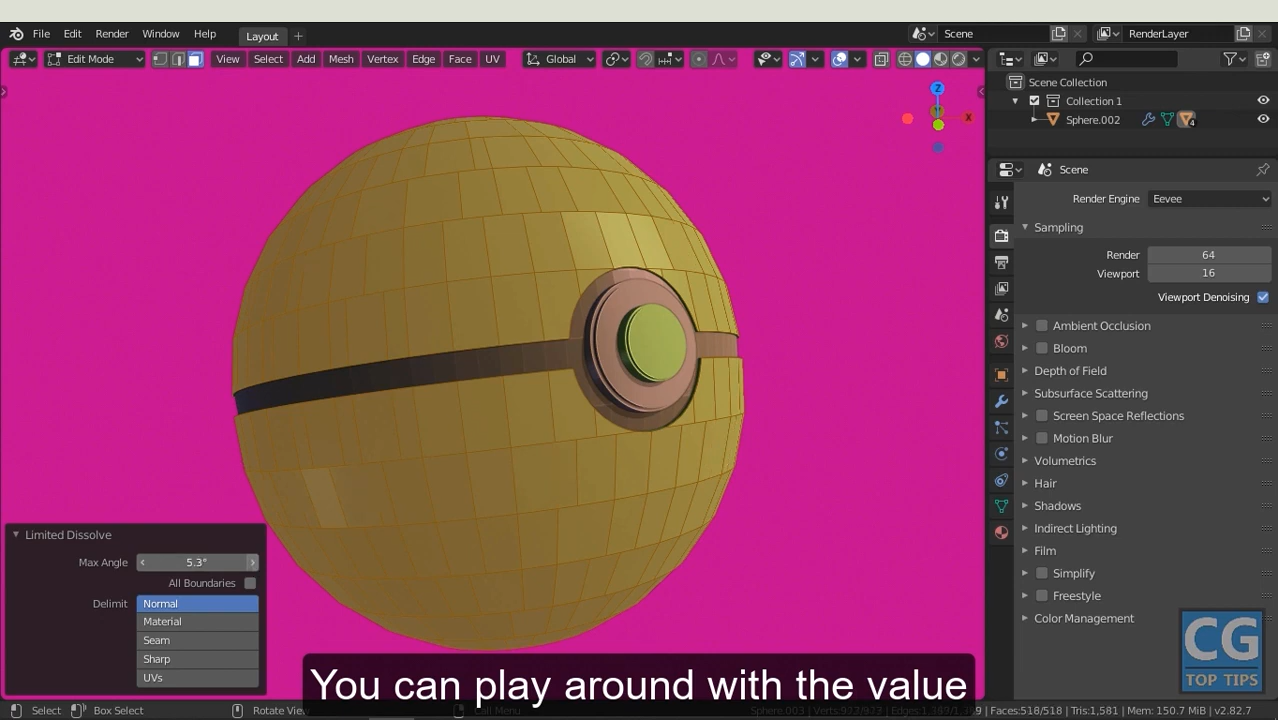 File Edit Render Window Help Layout + Scene RenderLayer
Edit Mode View Select Add Mesh Vertex Edge Face UV Global
Scene Collection
Collection 1
Sphere.002
4
Z
X
Scene
Render Engine Eevee
Sampling
Render 64
Viewport 16
Viewport Denoising
Ambient Occlusion
Bloom
Depth of Field
Subsurface Scattering
Screen Space Reflections
Motion Blur
Volumetrics
Hair
Shadows
Indirect Lighting
Film
Simplify
Freestyle
Color Management
Limited Dissolve
Max Angle 5.3°
All Boundaries
Delimit Normal
Material
Seam
Sharp
UVs
You can play around with the value
CG
TOP TIPS
Select Box Select Rotate View Call Menu Faces:518/518 | Tris:1,581 | Mem: 150.7 MiB | v2.82.7